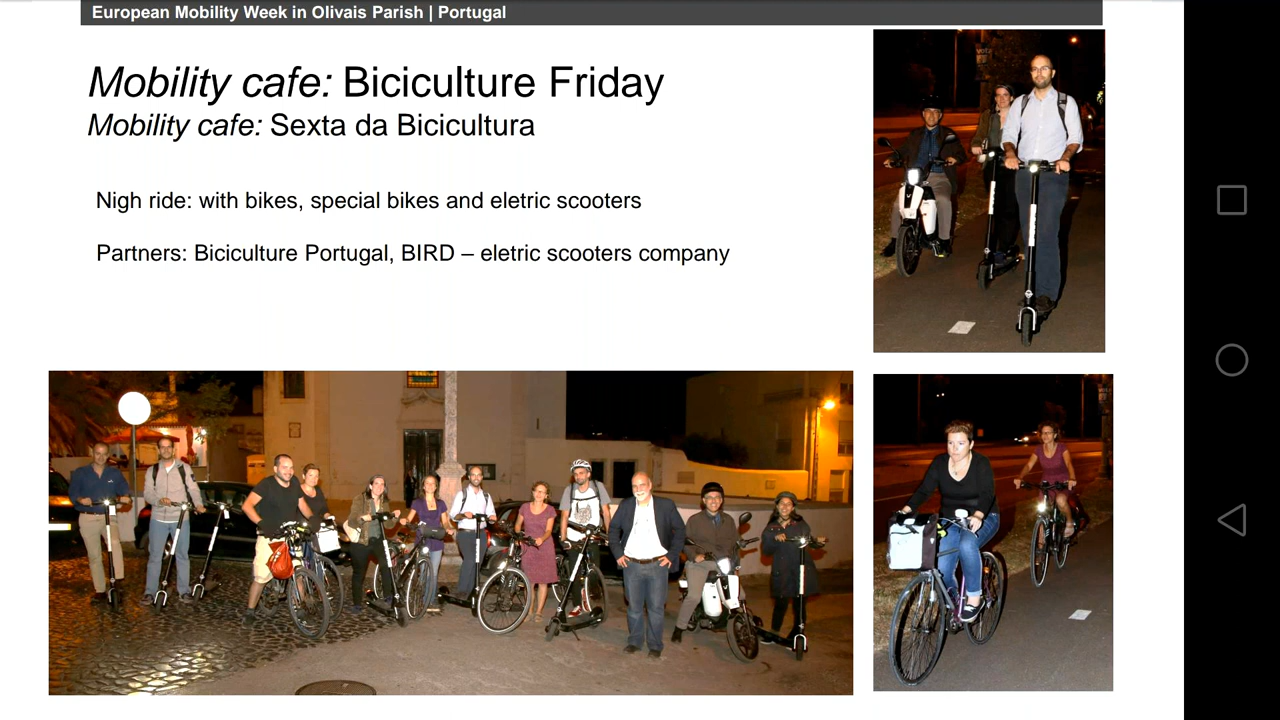 European Mobility Week in Olivais Parish | Portugal
Mobility cafe: Biciculture Friday
Mobility cafe: Sexta da Bicicultura
Nigh ride: with bikes, special bikes and eletric scooters
Partners: Biciculture Portugal, BIRD – eletric scooters company